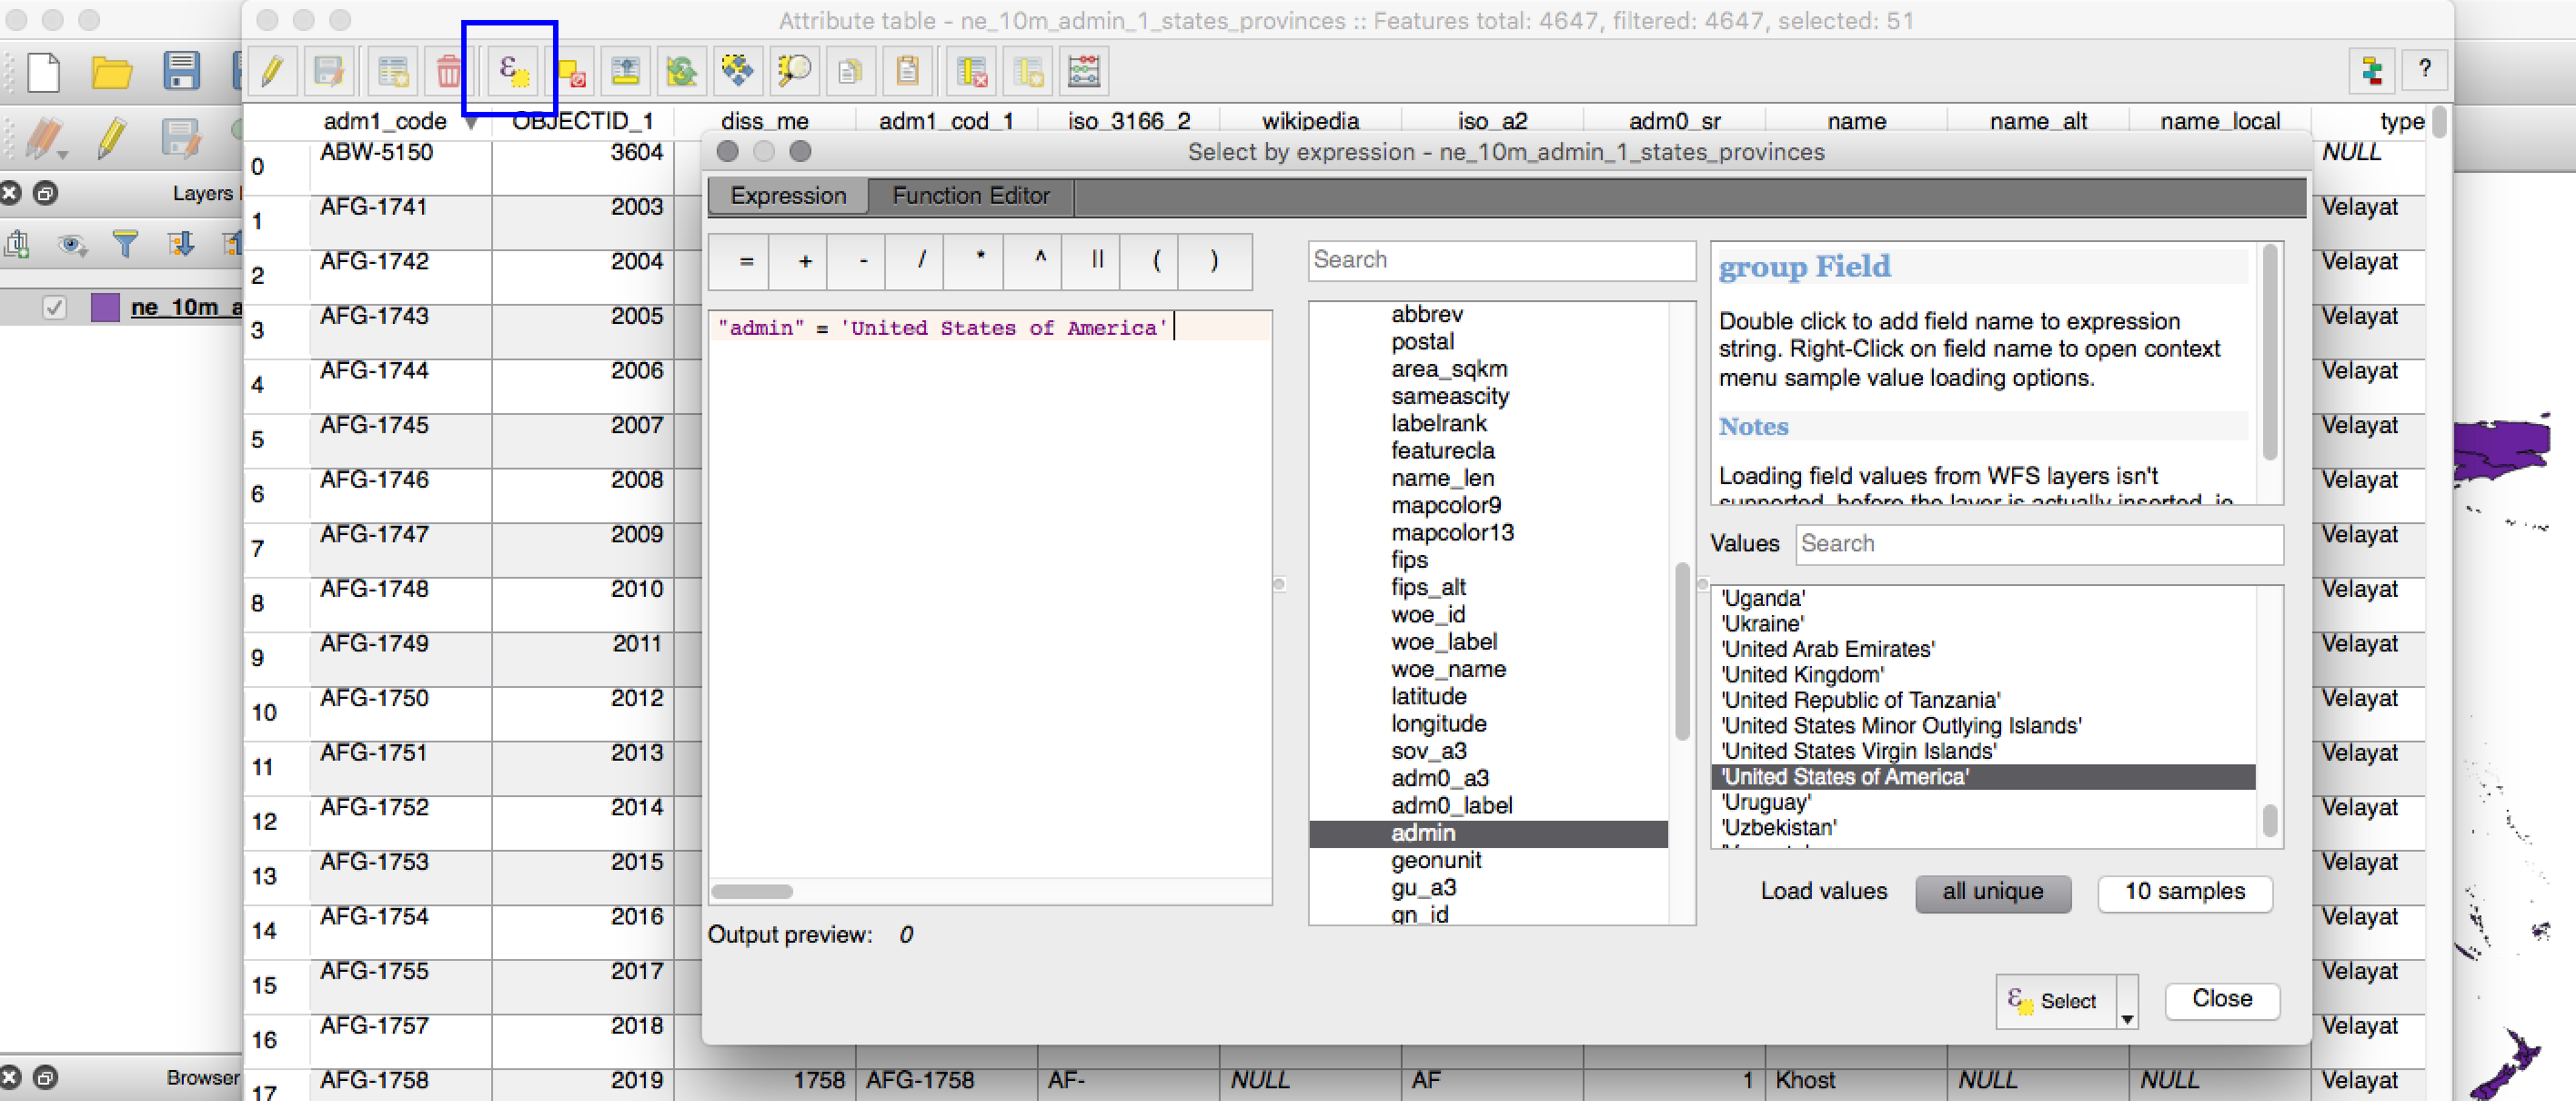 Attribute table - ne_10m_admin_1_states_provinces :: Features total: 4647, filtered: 4647, selected: 51
ε
?
adm1_code OBJECTID_1 diss_me adm1_cod_1 iso_3166_2 wikipedia iso_a2 adm0_sr name name_alt name_local type
0 ABW-5150 3604 NULL
1 AFG-1741 2003 Velayat
2 AFG-1742 2004 Velayat
3 AFG-1743 2005 Velayat
4 AFG-1744 2006 Velayat
5 AFG-1745 2007 Velayat
6 AFG-1746 2008 Velayat
7 AFG-1747 2009 Velayat
8 AFG-1748 2010 Velayat
9 AFG-1749 2011 Velayat
10 AFG-1750 2012 Velayat
11 AFG-1751 2013 Velayat
12 AFG-1752 2014 Velayat
13 AFG-1753 2015 Velayat
14 AFG-1754 2016 Velayat
15 AFG-1755 2017 Velayat
16 AFG-1757 2018 Velayat
17 AFG-1758 2019 1758 AFG-1758 AF- NULL AF 1 Khost NULL NULL Velayat
Layers
ne_10m_a
Browser
Select by expression - ne_10m_admin_1_states_provinces
Expression Function Editor
= + - / * ^ || ( )
"admin" = 'United States of America'
Output preview: 0
Search
abbrev
postal
area_sqkm
sameascity
labelrank
featurecla
name_len
mapcolor9
mapcolor13
fips
fips_alt
woe_id
woe_label
woe_name
latitude
longitude
sov_a3
adm0_a3
adm0_label
admin
geonunit
gu_a3
gn_id
group Field
Double click to add field name to expression
string. Right-Click on field name to open context
menu sample value loading options.
Notes
Loading field values from WFS layers isn't
supported, before the layer is actually inserted, ie
Values Search
'Uganda'
'Ukraine'
'United Arab Emirates'
'United Kingdom'
'United Republic of Tanzania'
'United States Minor Outlying Islands'
'United States Virgin Islands'
'United States of America'
'Uruguay'
'Uzbekistan'
Load values all unique 10 samples
ε Select Close